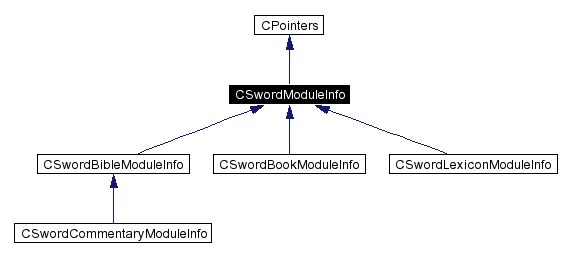 CPointers
CSwordModuleInfo
CSwordBibleModuleInfo
CSwordBookModuleInfo
CSwordLexiconModuleInfo
CSwordCommentaryModuleInfo